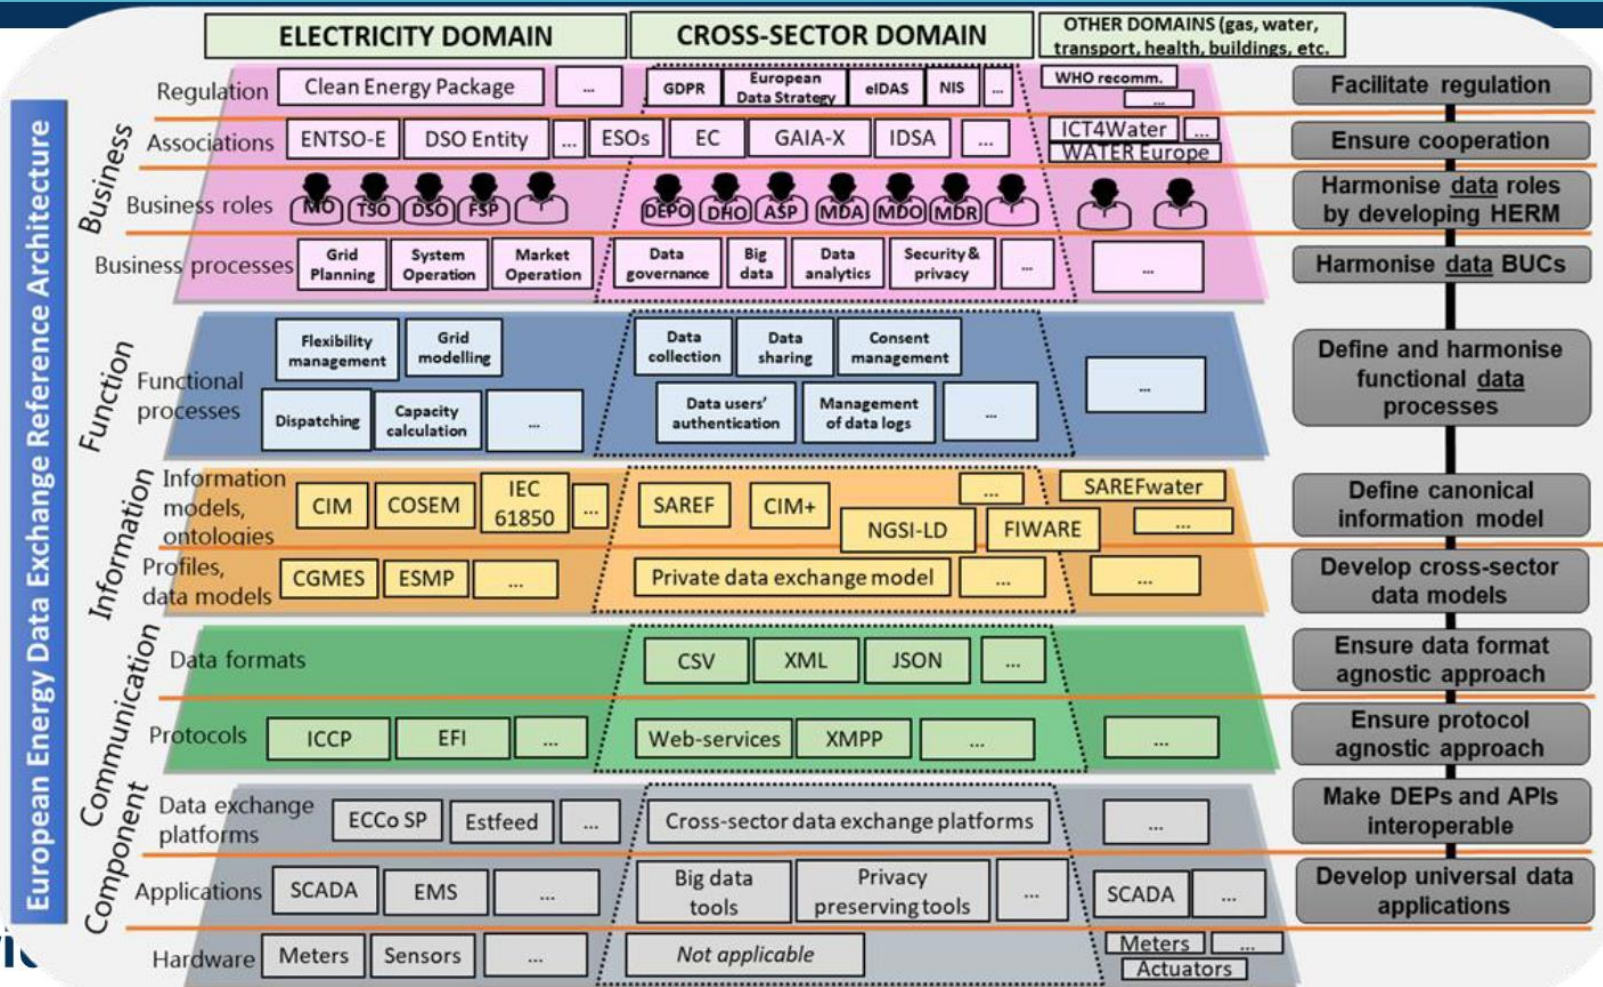 ELECTRICITY DOMAIN
CROSS-SECTOR DOMAIN
OTHER DOMAINS (gas, water,
transport, health, buildings, etc.
European Energy Data Exchange Reference Architecture
Business
Regulation
Clean Energy Package
...
GDPR
European
Data Strategy
eIDAS
NIS
...
WHO recomm.
...
Facilitate regulation
Associations
ENTSO-E
DSO Entity
...
ESOs
EC
GAIA-X
IDSA
...
ICT4Water
...
WATER Europe
Ensure cooperation
Business roles
MO
TSO
DSO
FSP
DEPO
DHO
ASP
MDA
MDO
MDR
Harmonise data roles
by developing HERM
Business processes
Grid
Planning
System
Operation
Market
Operation
Data
governance
Big
data
Data
analytics
Security &
privacy
...
...
Harmonise data BUCs
Function
Functional
processes
Flexibility
management
Grid
modelling
Dispatching
Capacity
calculation
...
Data
collection
Data
sharing
Consent
management
Data users'
authentication
Management
of data logs
...
...
Define and harmonise
functional data
processes
Information
Information
models,
ontologies
CIM
COSEM
IEC
61850
...
SAREF
CIM+
...
NGSI-LD
FIWARE
SAREFwater
...
Define canonical
information model
Profiles,
data models
CGMES
ESMP
...
Private data exchange model
...
...
Develop cross-sector
data models
Communication
Data formats
CSV
XML
JSON
...
Ensure data format
agnostic approach
Protocols
ICCP
EFI
...
Web-services
XMPP
...
...
Ensure protocol
agnostic approach
Component
Data exchange
platforms
ECCo SP
Estfeed
...
Cross-sector data exchange platforms
...
Make DEPs and APIs
interoperable
Applications
SCADA
EMS
...
Big data
tools
Privacy
preserving tools
...
SCADA
...
Develop universal data
applications
Hardware
Meters
Sensors
...
Not applicable
Meters
...
Actuators